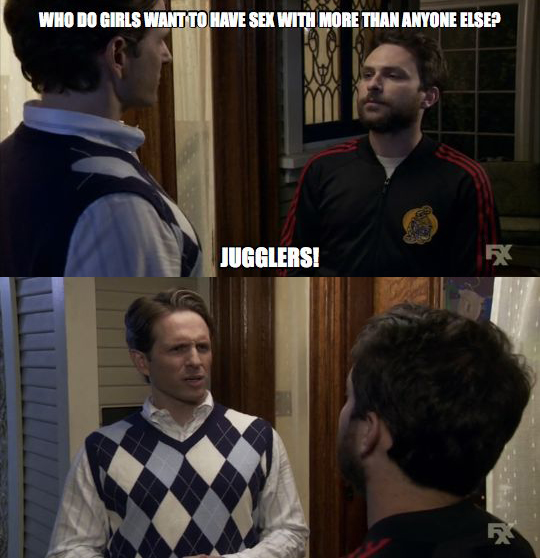 WHO DO GIRLS WANT TO HAVE SEX WITH MORE THAN ANYONE ELSE?
JUGGLERS!
FX
FX